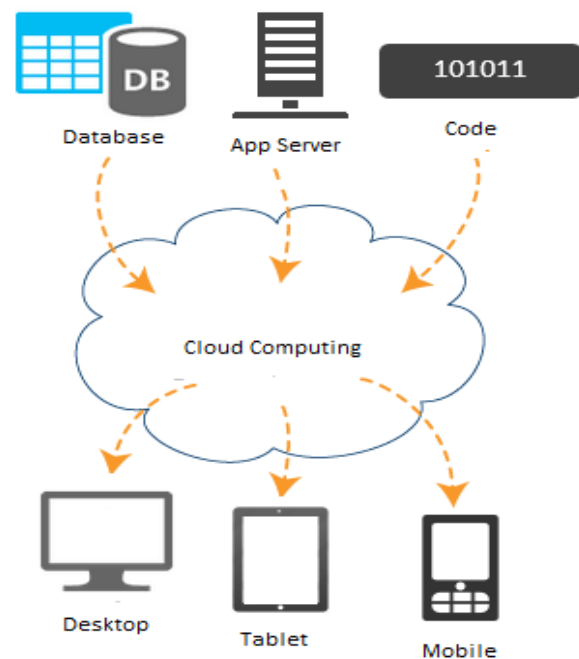 DB
101011
Database
App Server
Code
Cloud Computing
Desktop
Tablet
Mobile